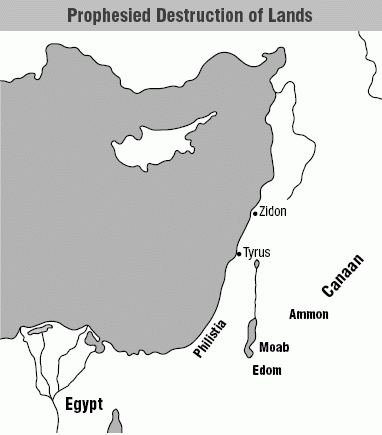 Prophesied Destruction of Lands
Zidon
Tyrus
Canaan
Ammon
Philistia
Moab
Edom
Egypt